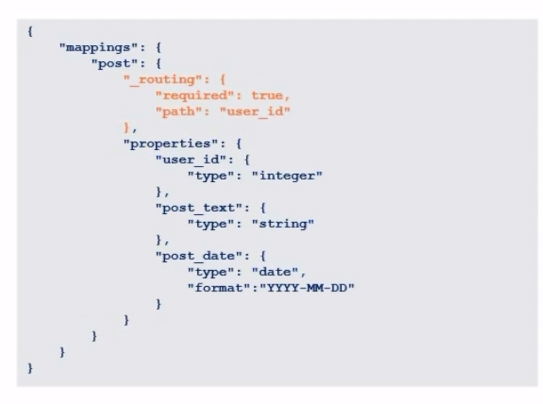 {
"mappings": {
"post": {
"_routing": {
"required": true,
"path": "user_id"
},
"properties": {
"user_id": {
"type": "integer"
},
"post_text": {
"type": "string"
},
"post_date": {
"type": "date",
"format":"YYYY-MM-DD"
}
}
}
}
}